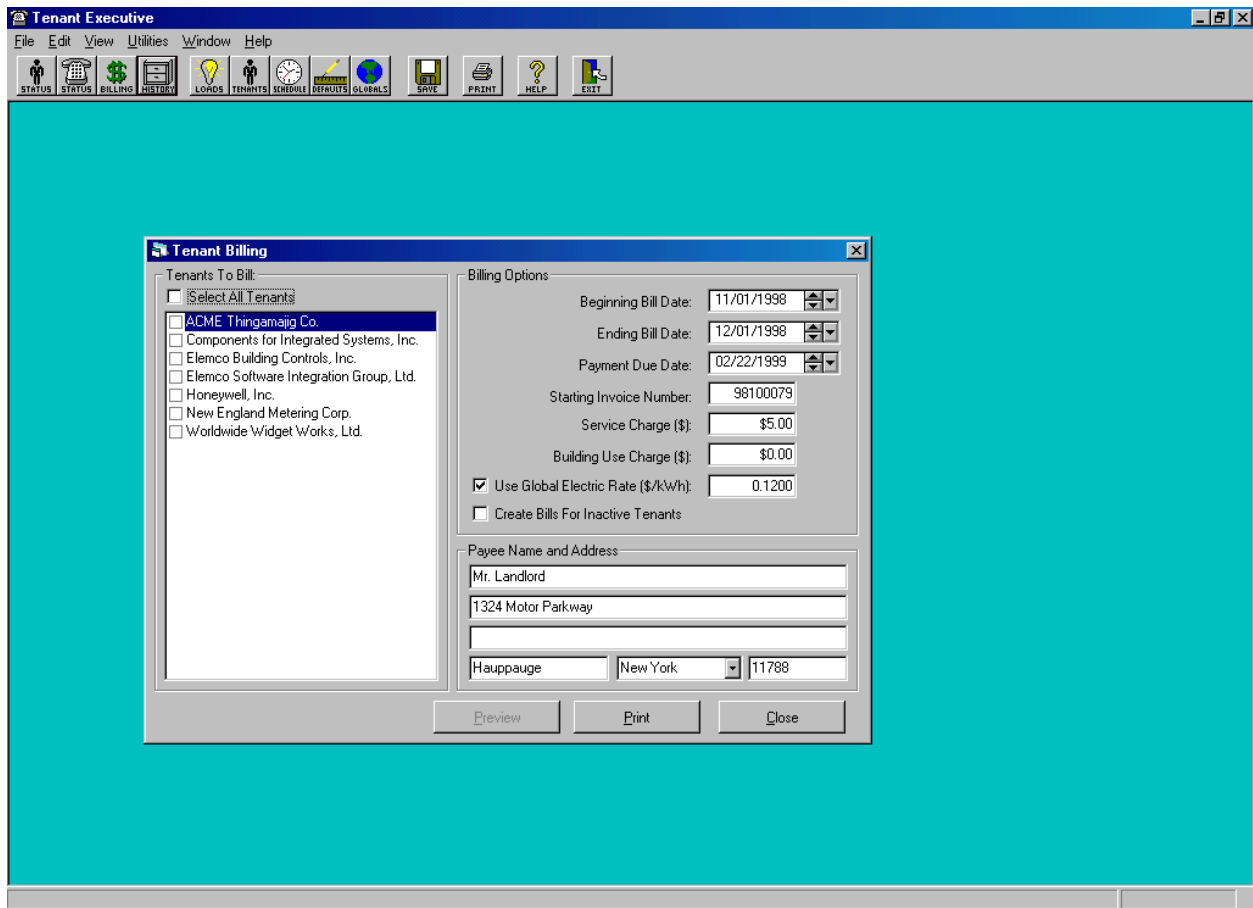 Tenant Executive
File Edit View Utilities Window Help
STATUS STATUS BILLING HISTORY LOADS TENANTS SCHEDULE DEFAULTS GLOBALS SAVE PRINT HELP EXIT
Tenant Billing
Tenants To Bill:
Select All Tenants
ACME Thingamajig Co.
Components for Integrated Systems, Inc.
Elemco Building Controls, Inc.
Elemco Software Integration Group, Ltd.
Honeywell, Inc.
New England Metering Corp.
Worldwide Widget Works, Ltd.
Billing Options
Beginning Bill Date: 11/01/1998
Ending Bill Date: 12/01/1998
Payment Due Date: 02/22/1999
Starting Invoice Number: 98100079
Service Charge ($): $5.00
Building Use Charge ($): $0.00
Use Global Electric Rate ($/kWh): 0.1200
Create Bills For Inactive Tenants
Payee Name and Address
Mr. Landlord
1324 Motor Parkway
Hauppauge New York 11788
Preview Print Close